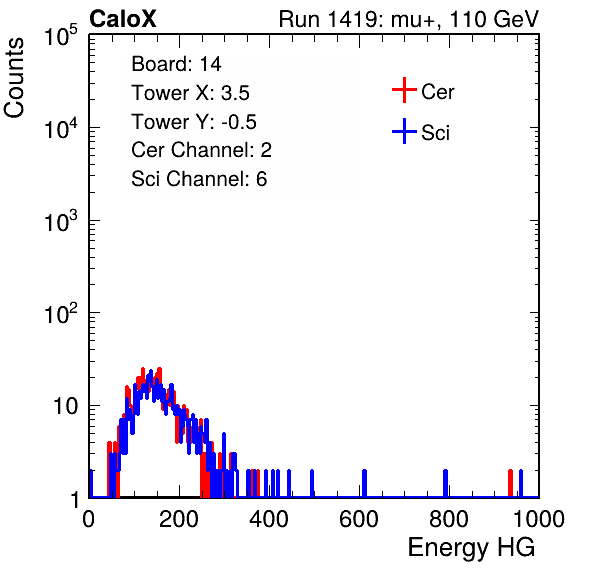 CaloX Run 1419: mu+, 110 GeV
Counts
10^5
10^4
10^3
10^2
10
1
Board: 14
Tower X: 3.5
Tower Y: -0.5
Cer Channel: 2
Sci Channel: 6
Cer
Sci
0 200 400 600 800 1000
Energy HG